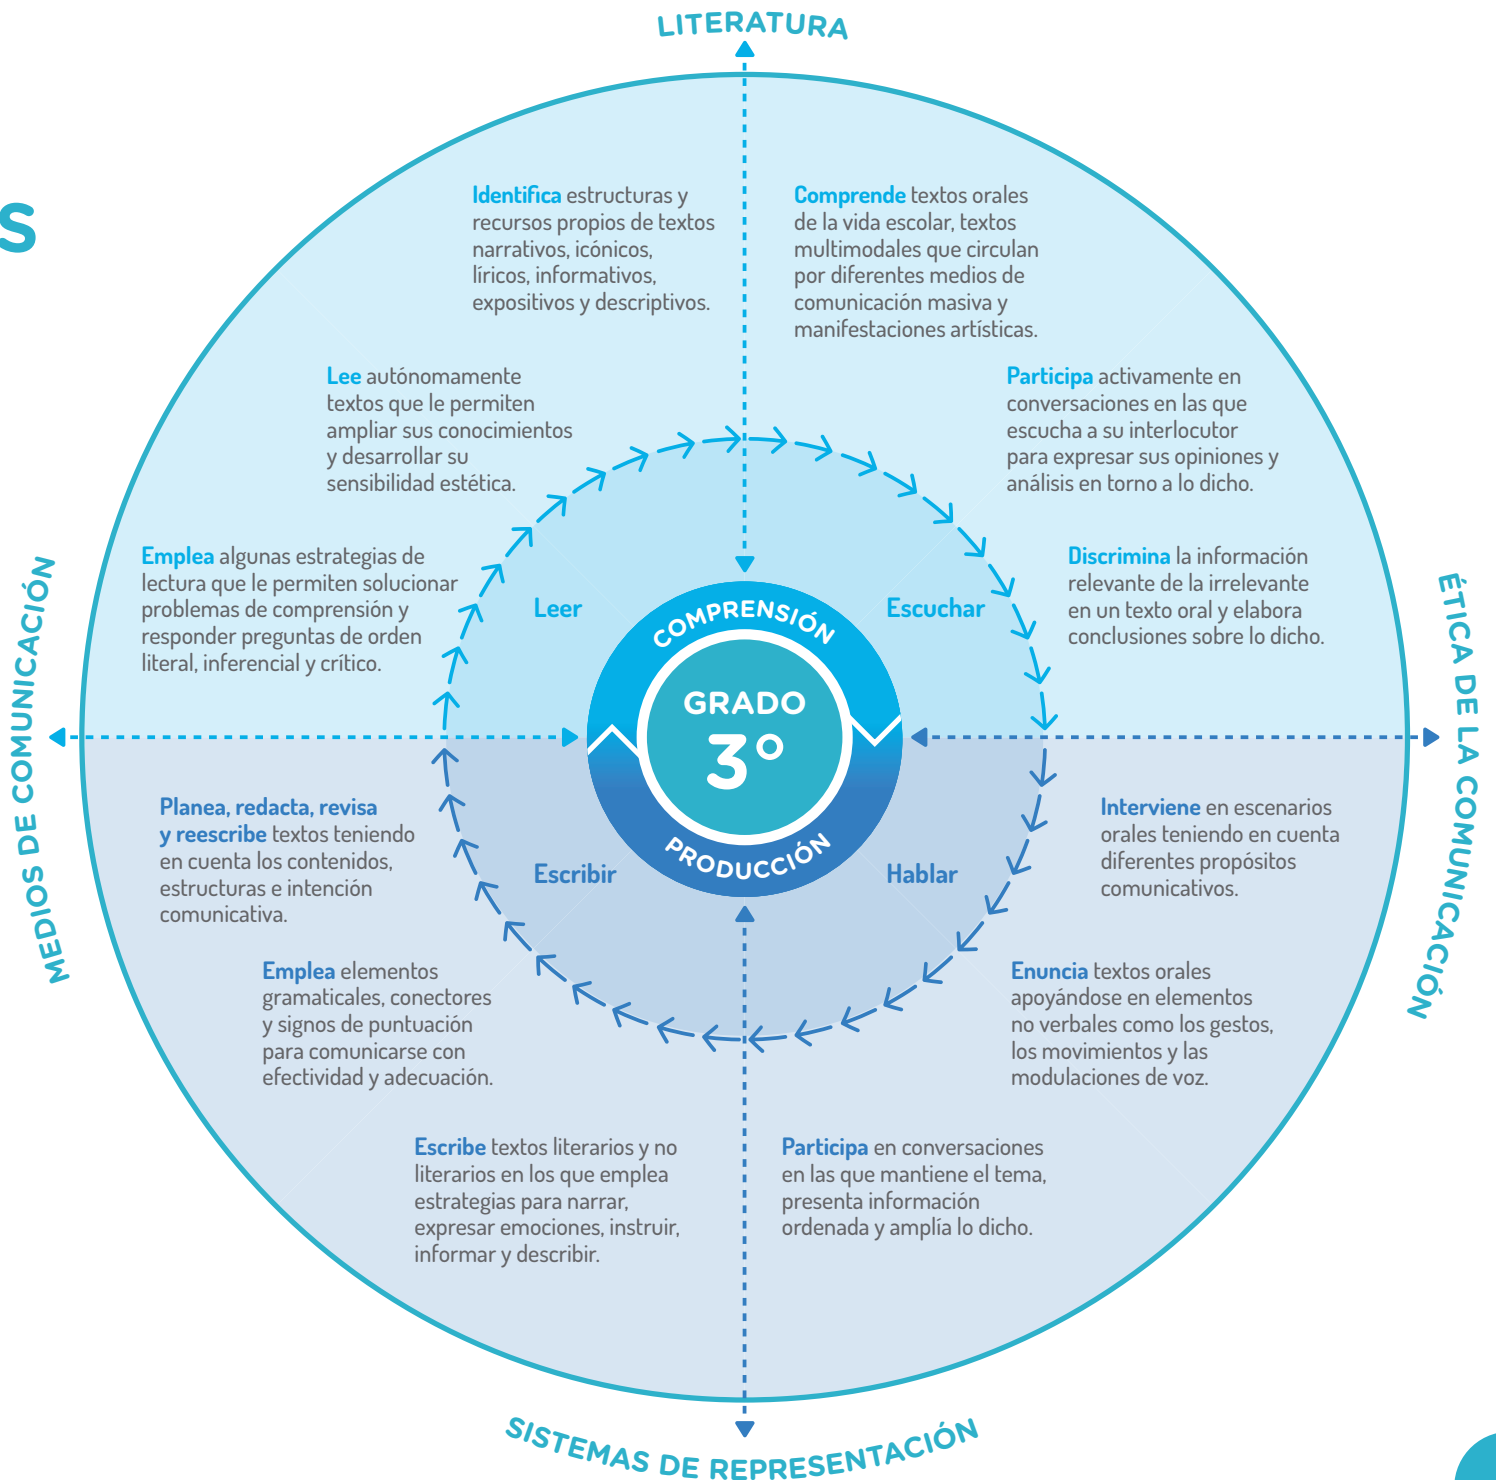 LITERATURA
s
Identifica estructuras y
recursos propios de textos
narrativos, icónicos,
líricos, informativos,
expositivos y descriptivos.
Comprende textos orales
de la vida escolar, textos
multimodales que circulan
por diferentes medios de
comunicación masiva y
manifestaciones artísticas.
Lee autónomamente
textos que le permiten
ampliar sus conocimientos
y desarrollar su
sensibilidad estética.
Participa activamente en
conversaciones en las que
escucha a su interlocutor
para expresar sus opiniones y
análisis en torno a lo dicho.
Emplea algunas estrategias de
lectura que le permiten solucionar
problemas de comprensión y
responder preguntas de orden
literal, inferencial y crítico.
Discrimina la información
relevante de la irrelevante
en un texto oral y elabora
conclusiones sobre lo dicho.
Leer
Escuchar
COMPRENSIÓN
GRADO
3°
PRODUCCIÓN
Escribir
Hablar
MEDIOS DE COMUNICACIÓN
ÉTICA DE LA COMUNICACIÓN
Planea, redacta, revisa
y reescribe textos teniendo
en cuenta los contenidos,
estructuras e intención
comunicativa.
Interviene en escenarios
orales teniendo en cuenta
diferentes propósitos
comunicativos.
Emplea elementos
gramaticales, conectores
y signos de puntuación
para comunicarse con
efectividad y adecuación.
Enuncia textos orales
apoyándose en elementos
no verbales como los gestos,
los movimientos y las
modulaciones de voz.
Escribe textos literarios y no
literarios en los que emplea
estrategias para narrar,
expresar emociones, instruir,
informar y describir.
Participa en conversaciones
en las que mantiene el tema,
presenta información
ordenada y amplía lo dicho.
SISTEMAS DE REPRESENTACIÓN